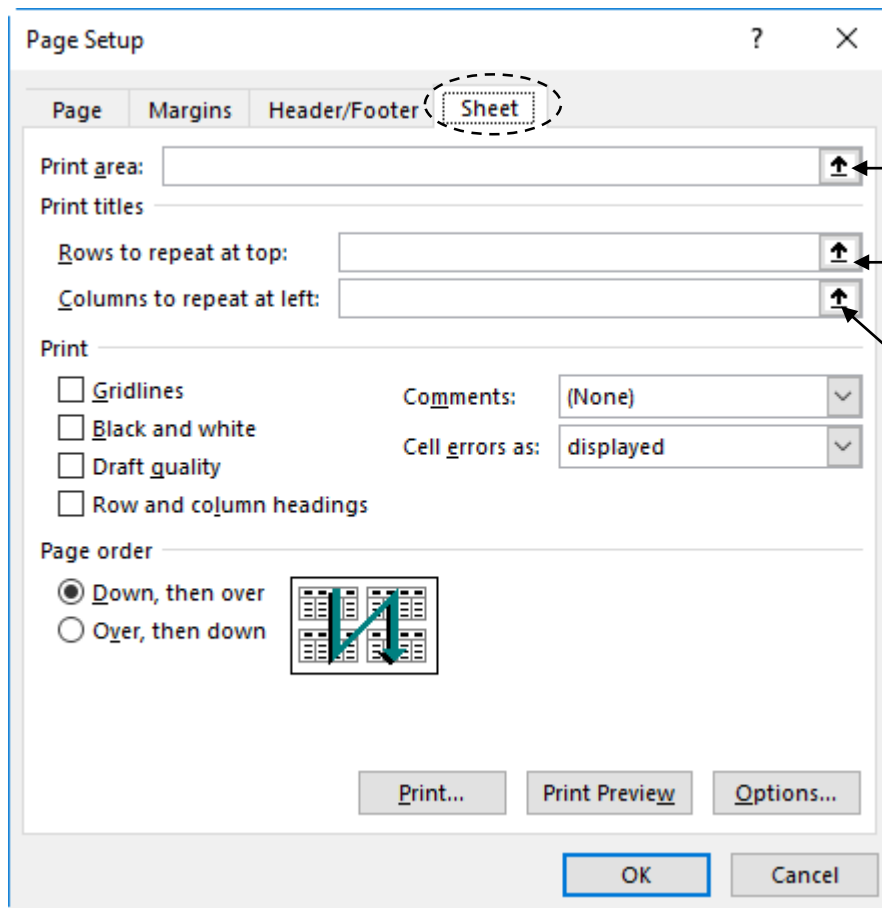 Page Setup ?
Page Margins Header/Footer Sheet
Print area:
Print titles
Rows to repeat at top:
Columns to repeat at left:
Print
Gridlines
Comments: (None)
Black and white
Cell errors as: displayed
Draft quality
Row and column headings
Page order
Down, then over
Over, then down
Print... Print Preview Options...
OK Cancel